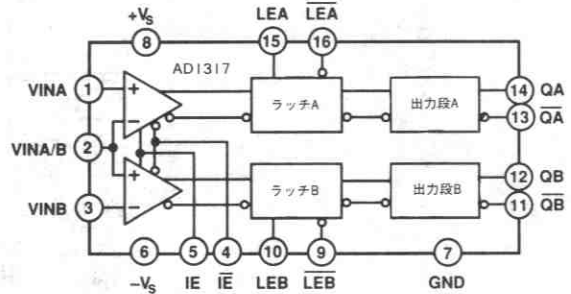 +VS LEA LEA
8 15 16
AD1317
VINA 1 + ラッチA 出力段A 14 QA
− 13 QA
VINA/B 2
+ ラッチB 出力段B 12 QB
VINB 3 − 11 QB
6 5 4 10 9 7
−VS IE IE LEB LEB GND